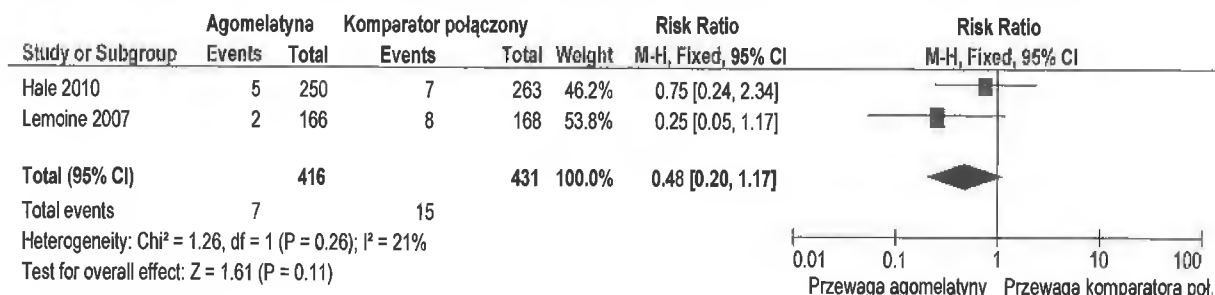 Agomelatyna Komparator połączony Risk Ratio Risk Ratio
Study or Subgroup Events Total Events Total Weight M-H, Fixed, 95% CI M-H, Fixed, 95% CI
Hale 2010 5 250 7 263 46.2% 0.75 [0.24, 2.34]
Lemoine 2007 2 166 8 168 53.8% 0.25 [0.05, 1.17]
Total (95% CI) 416 431 100.0% 0.48 [0.20, 1.17]
Total events 7 15
Heterogeneity: Chi² = 1.26, df = 1 (P = 0.26); I² = 21%
Test for overall effect: Z = 1.61 (P = 0.11)
0.01 0.1 1 10 100
Przewaga agomelatyny Przewaga komparatora poł.